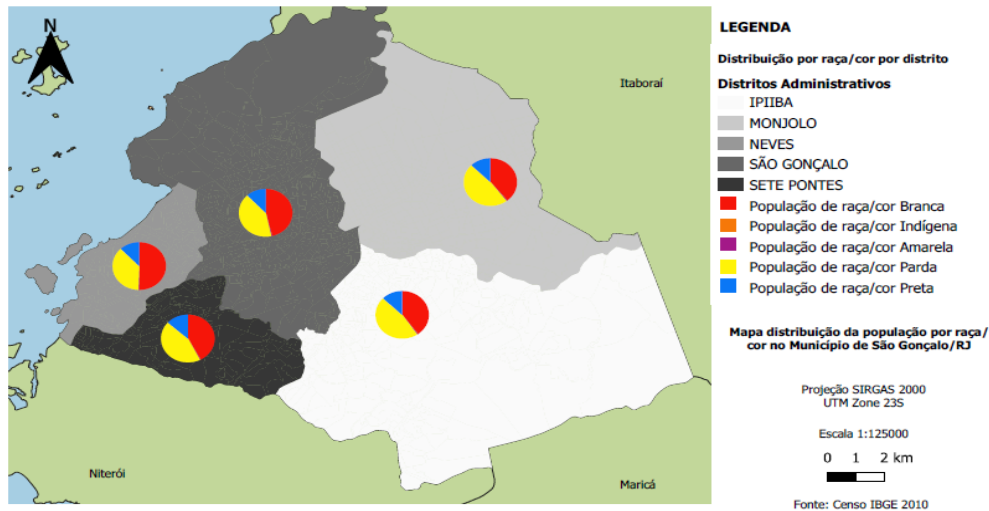 N
Itaboraí
Niterói
Maricá
LEGENDA
Distribuição por raça/cor por distrito
Distritos Administrativos
IPIIBA
MONJOLO
NEVES
SÃO GONÇALO
SETE PONTES
População de raça/cor Branca
População de raça/cor Indígena
População de raça/cor Amarela
População de raça/cor Parda
População de raça/cor Preta
Mapa distribuição da população por raça/
cor no Município de São Gonçalo/RJ
Projeção SIRGAS 2000
UTM Zone 23S
Escala 1:125000
0 1 2 km
Fonte: Censo IBGE 2010